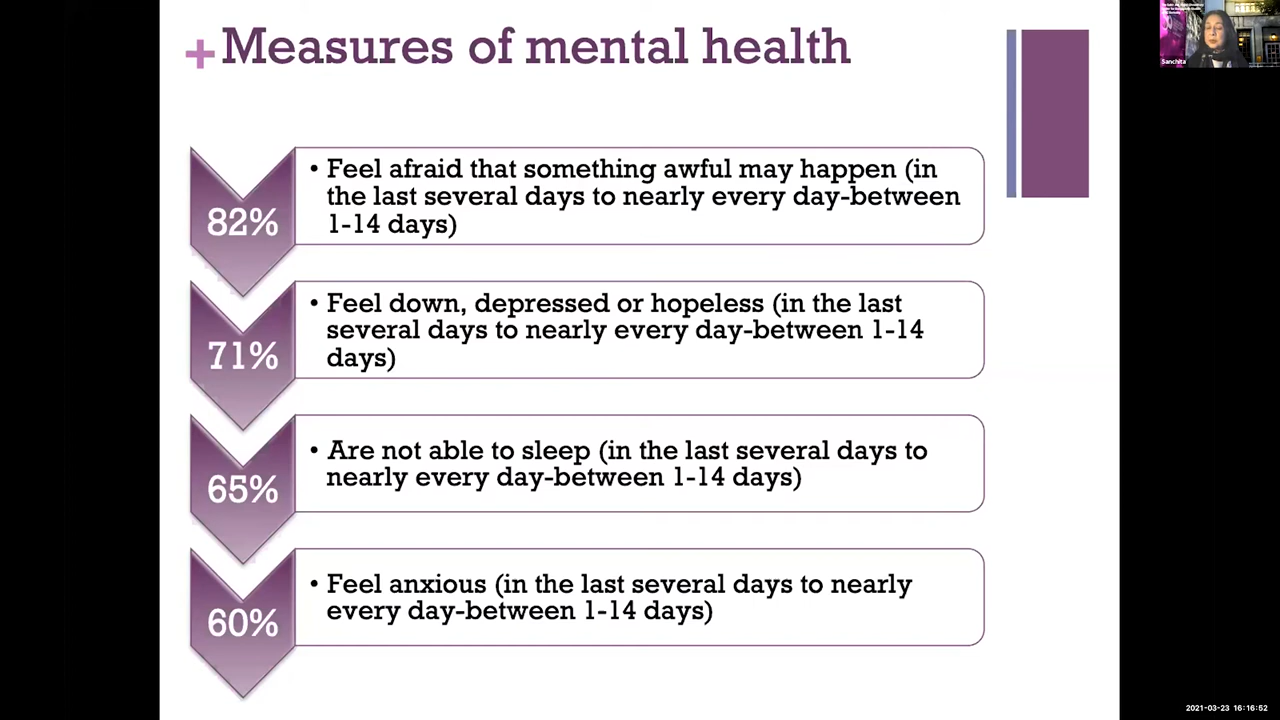 + Measures of mental health
82%
• Feel afraid that something awful may happen (in
the last several days to nearly every day-between
1-14 days)
71%
• Feel down, depressed or hopeless (in the last
several days to nearly every day-between 1-14
days)
65%
• Are not able to sleep (in the last several days to
nearly every day-between 1-14 days)
60%
• Feel anxious (in the last several days to nearly
every day-between 1-14 days)
Sanchita
2021-03-23 16:16:52